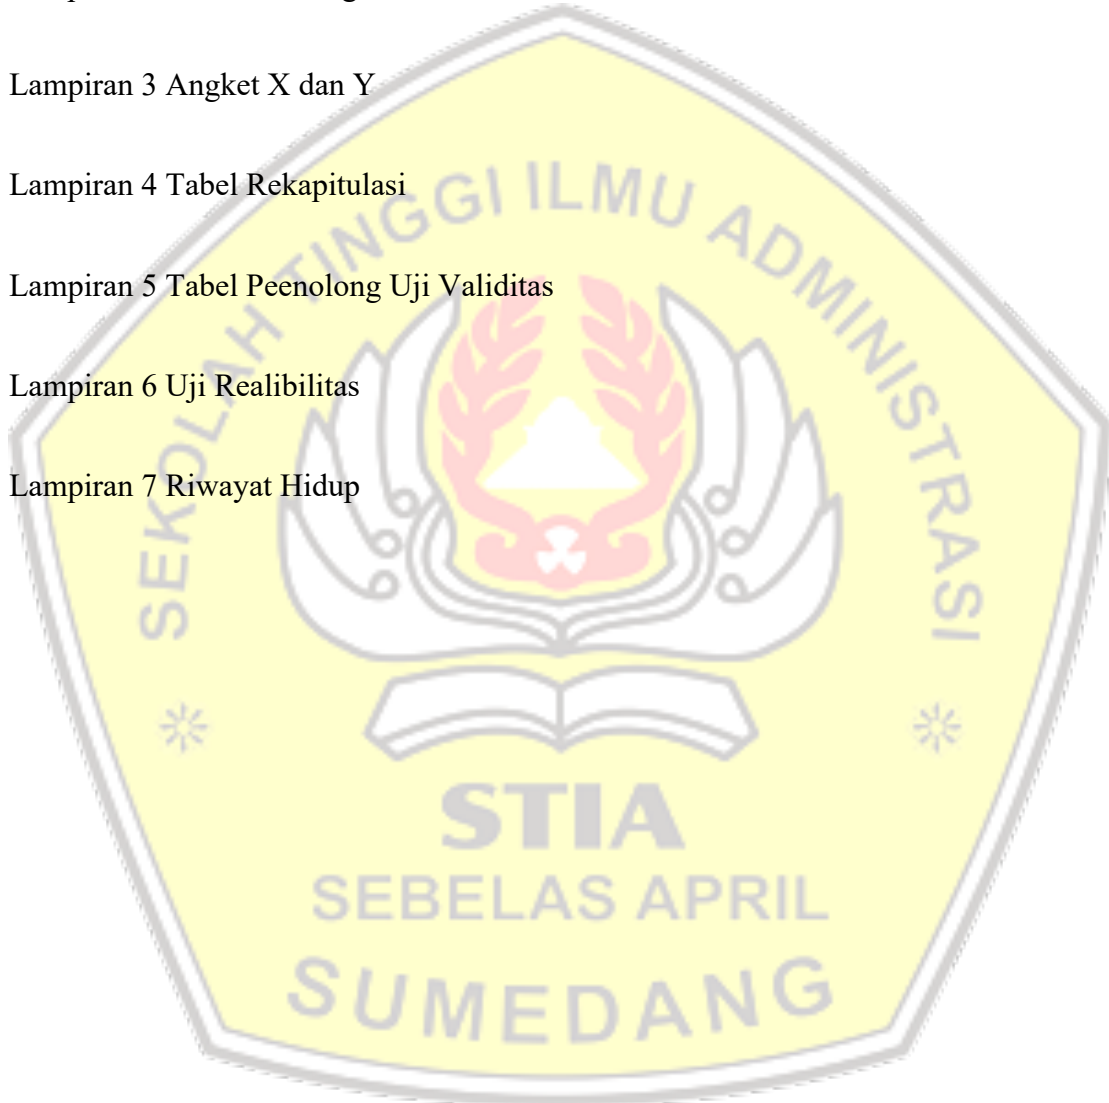 Lampiran 3 Angket X dan Y
Lampiran 4 Tabel Rekapitulasi
Lampiran 5 Tabel Peenolong Uji Validitas
Lampiran 6 Uji Realibilitas
Lampiran 7 Riwayat Hidup
SEKOLAH TINGGI ILMU ADMINISTRASI
STIA
SEBELAS APRIL
SUMEDANG